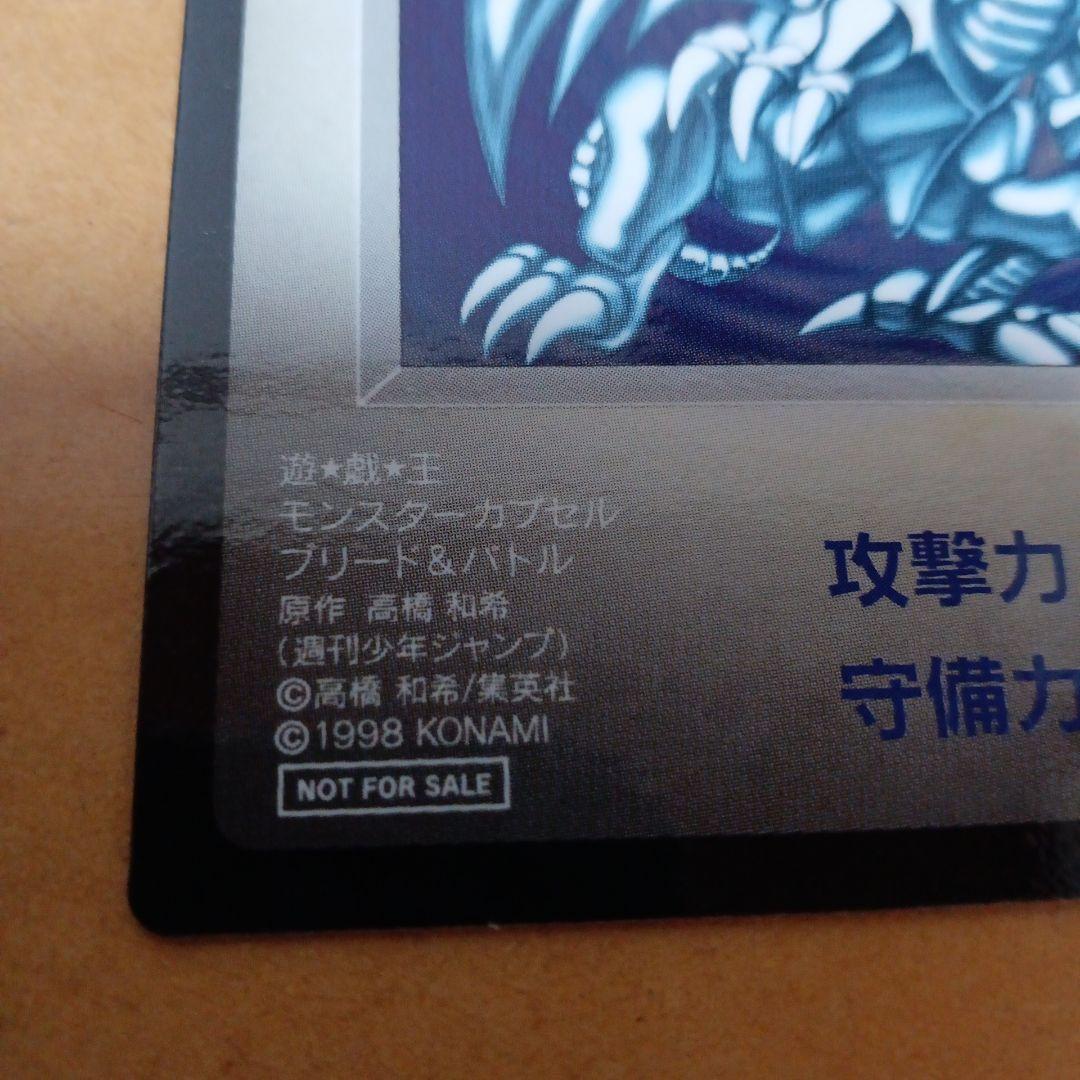 遊★戯★王
モンスターカプセル
ブリード&バトル
原作 高橋 和希
(週刊少年ジャンプ)
©高橋 和希/集英社
©1998 KONAMI
NOT FOR SALE
攻撃力
守備力